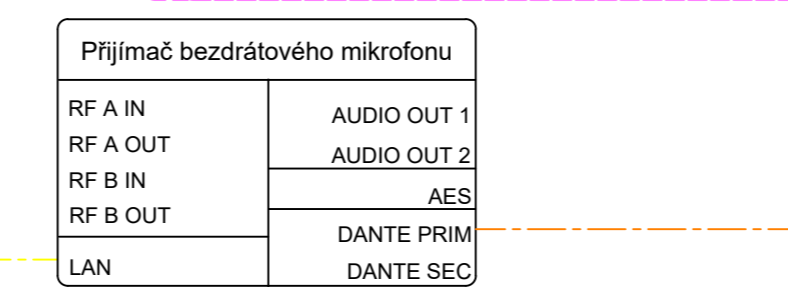 Přijímač bezdrátového mikrofonu
RF A IN
RF A OUT
RF B IN
RF B OUT
LAN
AUDIO OUT 1
AUDIO OUT 2
AES
DANTE PRIM
DANTE SEC